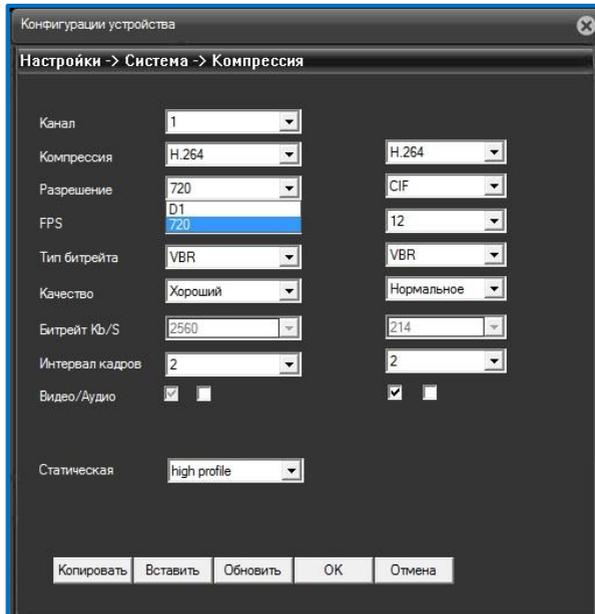 Конфигурации устройства
Настройки -> Система -> Компрессия
Канал 1
Компрессия H.264 H.264
Разрешение 720 CIF
D1
FPS 720 12
Тип битрейта VBR VBR
Качество Хороший Нормальное
Битрейт Kb/S 2560 214
Интервал кадров 2 2
Видео/Аудио
Статическая high profile
Копировать Вставить Обновить OK Отмена